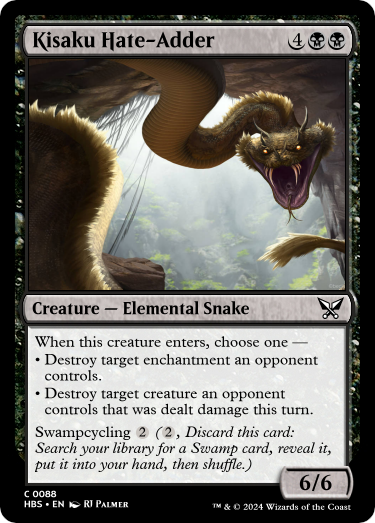 Kisaku Hate-Adder 4
Creature — Elemental Snake
When this creature enters, choose one —
• Destroy target enchantment an opponent
controls.
• Destroy target creature an opponent
controls that was dealt damage this turn.
Swampcycling 2 (2, Discard this card:
Search your library for a Swamp card, reveal it,
put it into your hand, then shuffle.)
6/6
C 0088
HBS • EN RJ PALMER
™ & © 2024 Wizards of the Coast